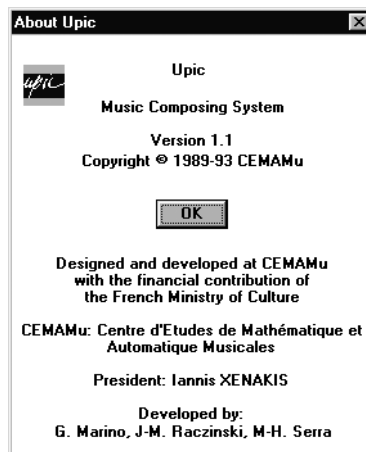 About Upic
upic
Upic
Music Composing System
Version 1.1
Copyright © 1989-93 CEMAMu
OK
Designed and developed at CEMAMu
with the financial contribution of
the French Ministry of Culture
CEMAMu: Centre d'Etudes de Mathématique et
Automatique Musicales
President: Iannis XENAKIS
Developed by:
G. Marino, J-M. Raczinski, M-H. Serra